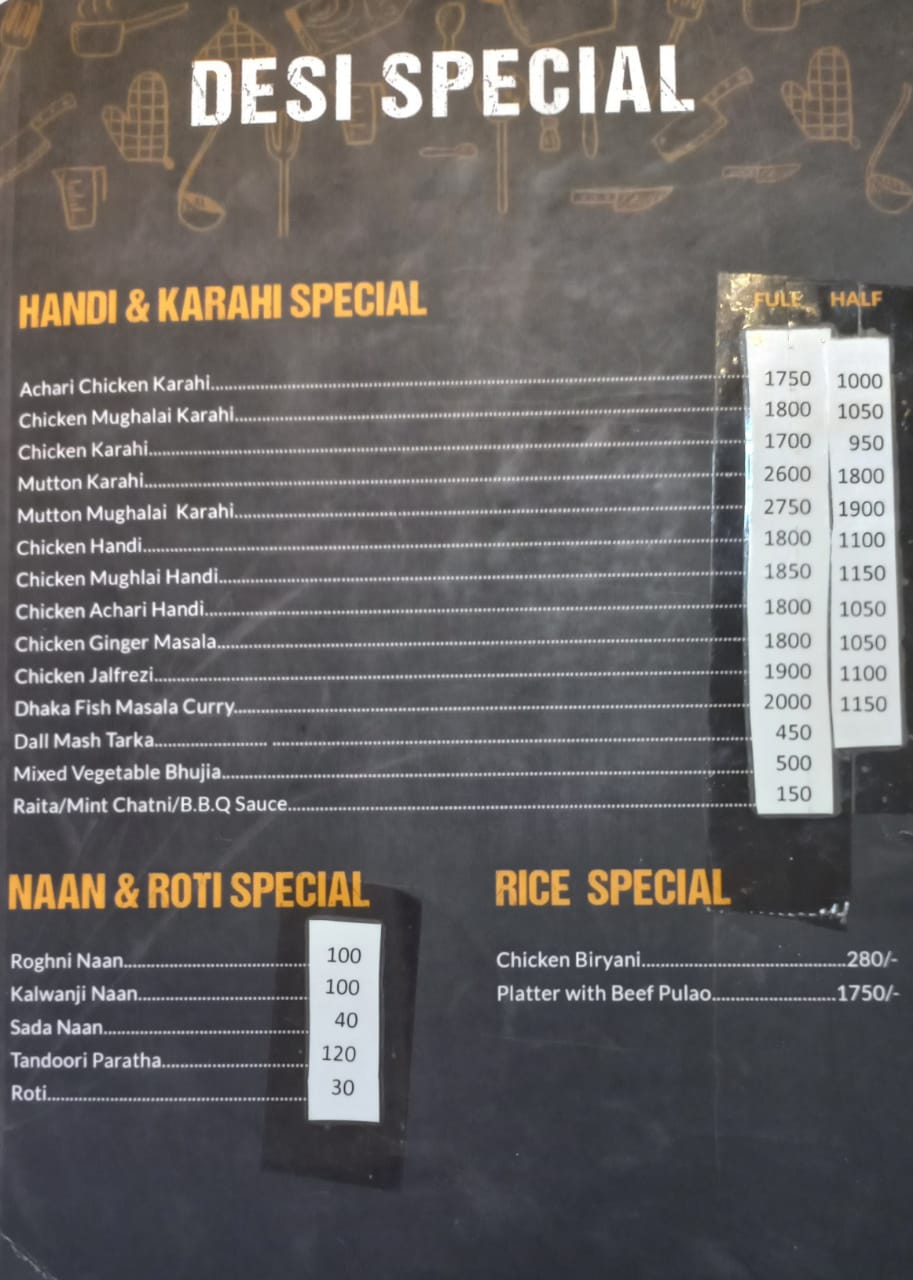 DESI SPECIAL
HANDI & KARAHI SPECIAL FULL HALF
Achari Chicken Karahi.......... 1750 1000
Chicken Mughalai Karahi.......... 1800 1050
Chicken Karahi.......... 1700 950
Mutton Karahi.......... 2600 1800
Mutton Mughalai Karahi.......... 2750 1900
Chicken Handi.......... 1800 1100
Chicken Mughlai Handi.......... 1850 1150
Chicken Achari Handi.......... 1800 1050
Chicken Ginger Masala.......... 1800 1050
Chicken Jalfrezi.......... 1900 1100
Dhaka Fish Masala Curry.......... 2000 1150
Dall Mash Tarka.......... 450
Mixed Vegetable Bhujia.......... 500
Raita/Mint Chatni/B.B.Q Sauce.......... 150
NAAN & ROTI SPECIAL
Roghni Naan.......... 100
Kalwanji Naan.......... 100
Sada Naan.......... 40
Tandoori Paratha.......... 120
Roti.......... 30
RICE SPECIAL
Chicken Biryani..........280/-
Platter with Beef Pulao..........1750/-